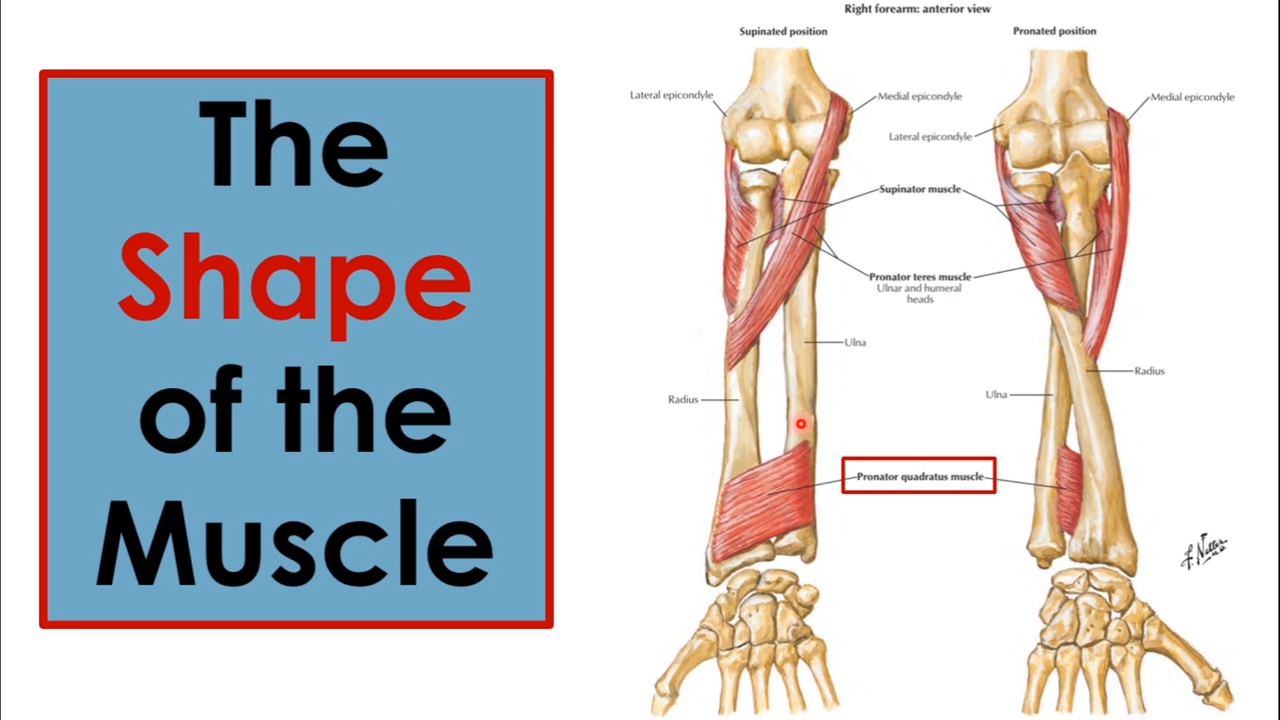 The
Shape
of the
Muscle
Right forearm: anterior view
Supinated position
Pronated position
Lateral epicondyle
Medial epicondyle
Medial epicondyle
Lateral epicondyle
Supinator muscle
Pronator teres muscle
Ulnar and humeral
heads
Ulna
Radius
Radius
Ulna
Pronator quadratus muscle
F. Netter
M.D.